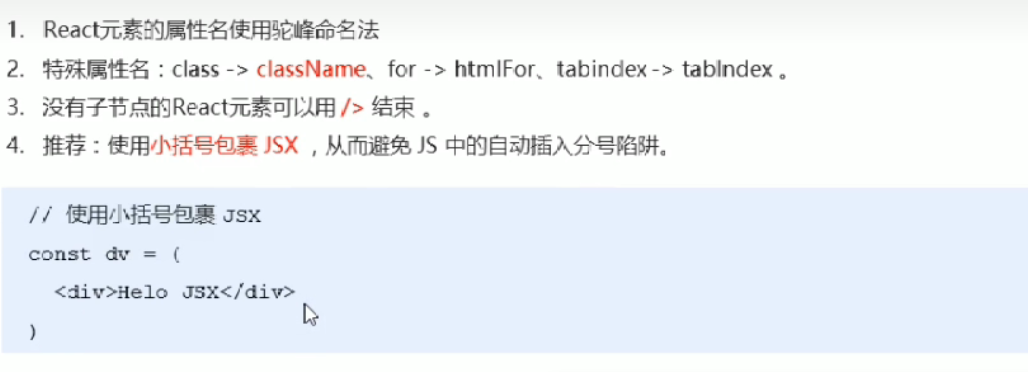 1. React元素的属性名使用驼峰命名法
2. 特殊属性名：class -> className、for -> htmlFor、tabindex -> tabIndex 。
3. 没有子节点的React元素可以用 /> 结束 。
4. 推荐：使用小括号包裹 JSX ，从而避免 JS 中的自动插入分号陷阱。
// 使用小括号包裹 JSX
const dv = (
<div>Helo JSX</div>
)